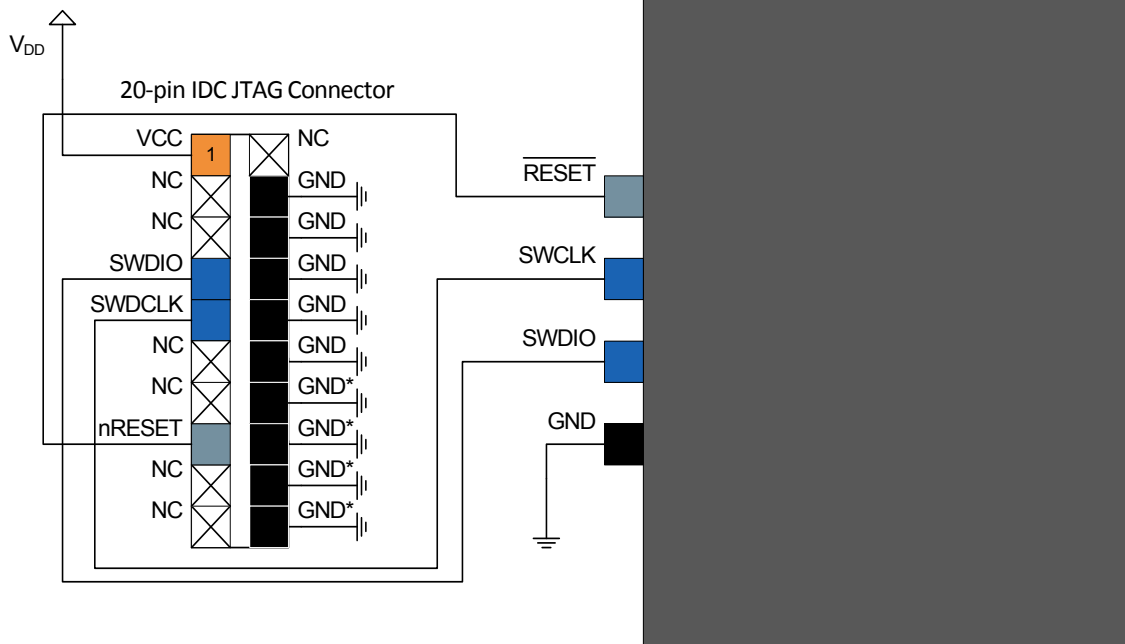 VDD
20-pin IDC JTAG Connector
VCC
1
NC
NC
GND
NC
GND
SWDIO
GND
SWDCLK
GND
NC
GND
NC
GND*
nRESET
GND*
NC
GND*
NC
GND*
RESET
SWCLK
SWDIO
GND